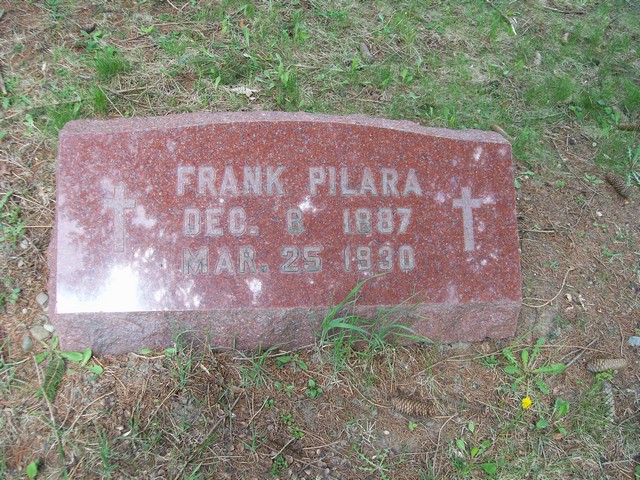 FRANK PILARA
DEC. 8 1887
MAR. 25 1930